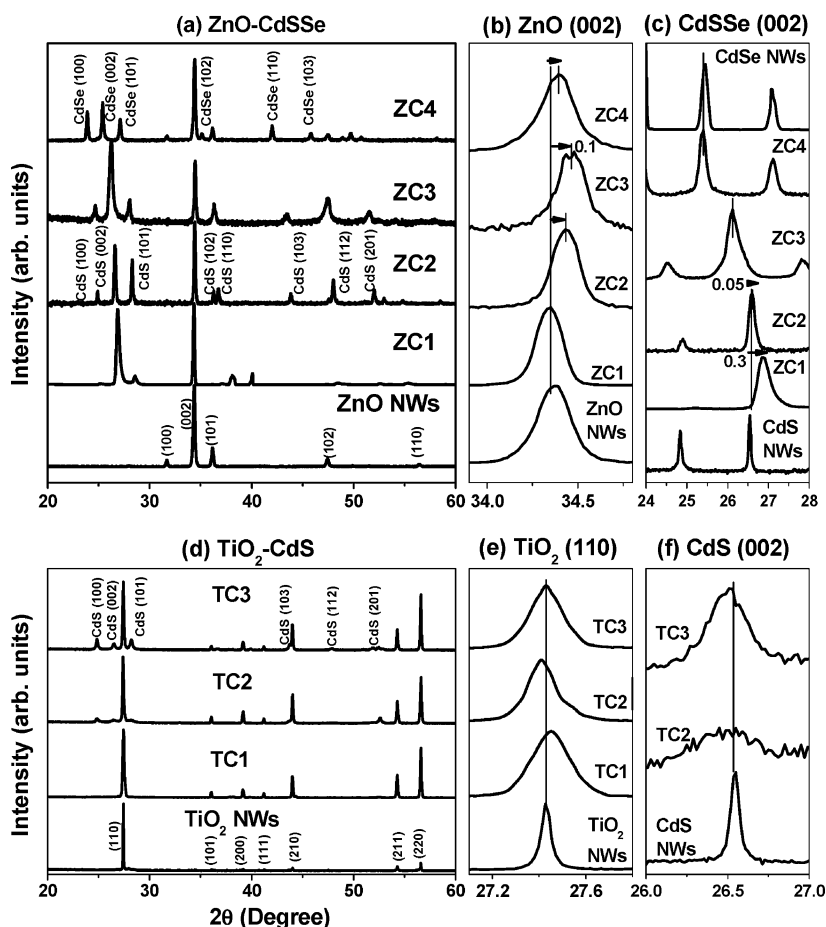 (a) ZnO-CdSSe
(b) ZnO (002)
(c) CdSSe (002)
Intensity (arb. units)
CdSe (100)
CdSe (002)
CdSe (101)
CdSe (102)
CdSe (110)
CdSe (103)
ZC4
ZC3
CdS (100)
CdS (002)
CdS (101)
CdS (102)
CdS (110)
CdS (103)
CdS (112)
CdS (201)
ZC2
ZC1
ZnO NWs
(100)
(002)
(101)
(102)
(110)
20 30 40 50 60
ZC4
0.1
ZC3
ZC2
ZC1
ZnO
NWs
34.0 34.5
CdSe NWs
ZC4
ZC3
0.05
ZC2
0.3
ZC1
CdS
NWs
24 25 26 27 28
(d) TiO2-CdS
(e) TiO2 (110)
(f) CdS (002)
Intensity (arb. units)
CdS (100)
CdS (002)
CdS (101)
TC3
CdS (103)
CdS (112)
CdS (201)
TC2
TC1
TiO2 NWs
(110)
(101)
(200)
(111)
(210)
(211)
(220)
20 30 40 50 60
2θ (Degree)
TC3
TC2
TC1
TiO2
NWs
27.2 27.6
TC3
TC2
CdS
NWs
26.0 26.5 27.0